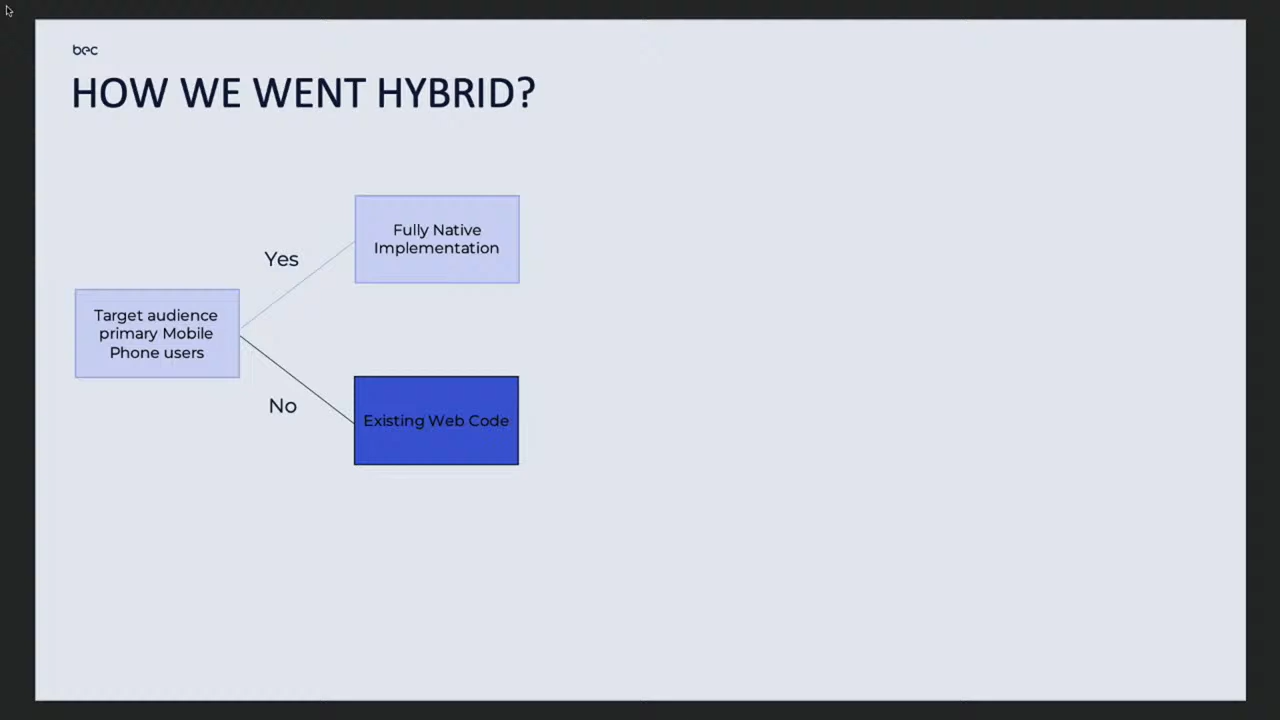 bec
HOW WE WENT HYBRID?
Fully Native
Implementation
Yes
Target audience
primary Mobile
Phone users
No
Existing Web Code